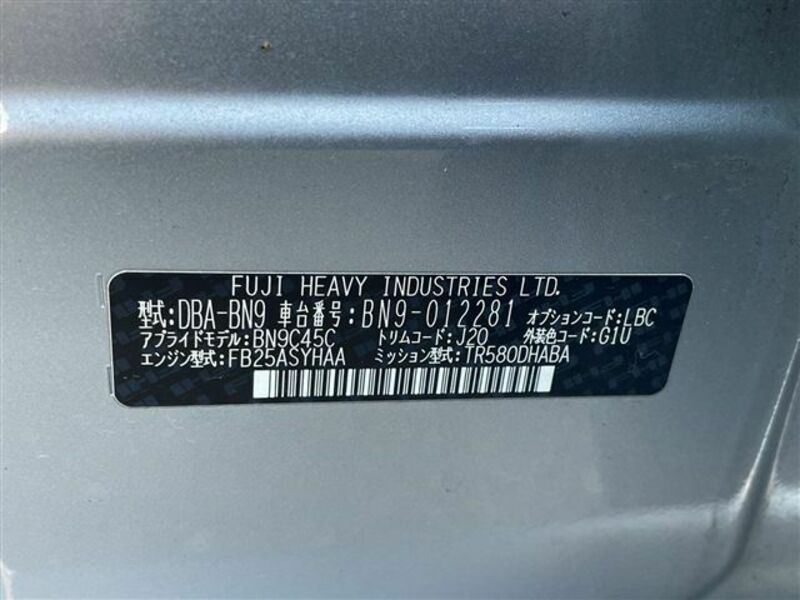 FUJI HEAVY INDUSTRIES LTD.
型式:DBA-BN9 車台番号:BN9-012281 オプションコード:LBC
アプライドモデル:BN9C45C トリムコード:J20 外装色コード:G1U
エンジン型式:FB25ASYHAA ミッション型式:TR580DHABA